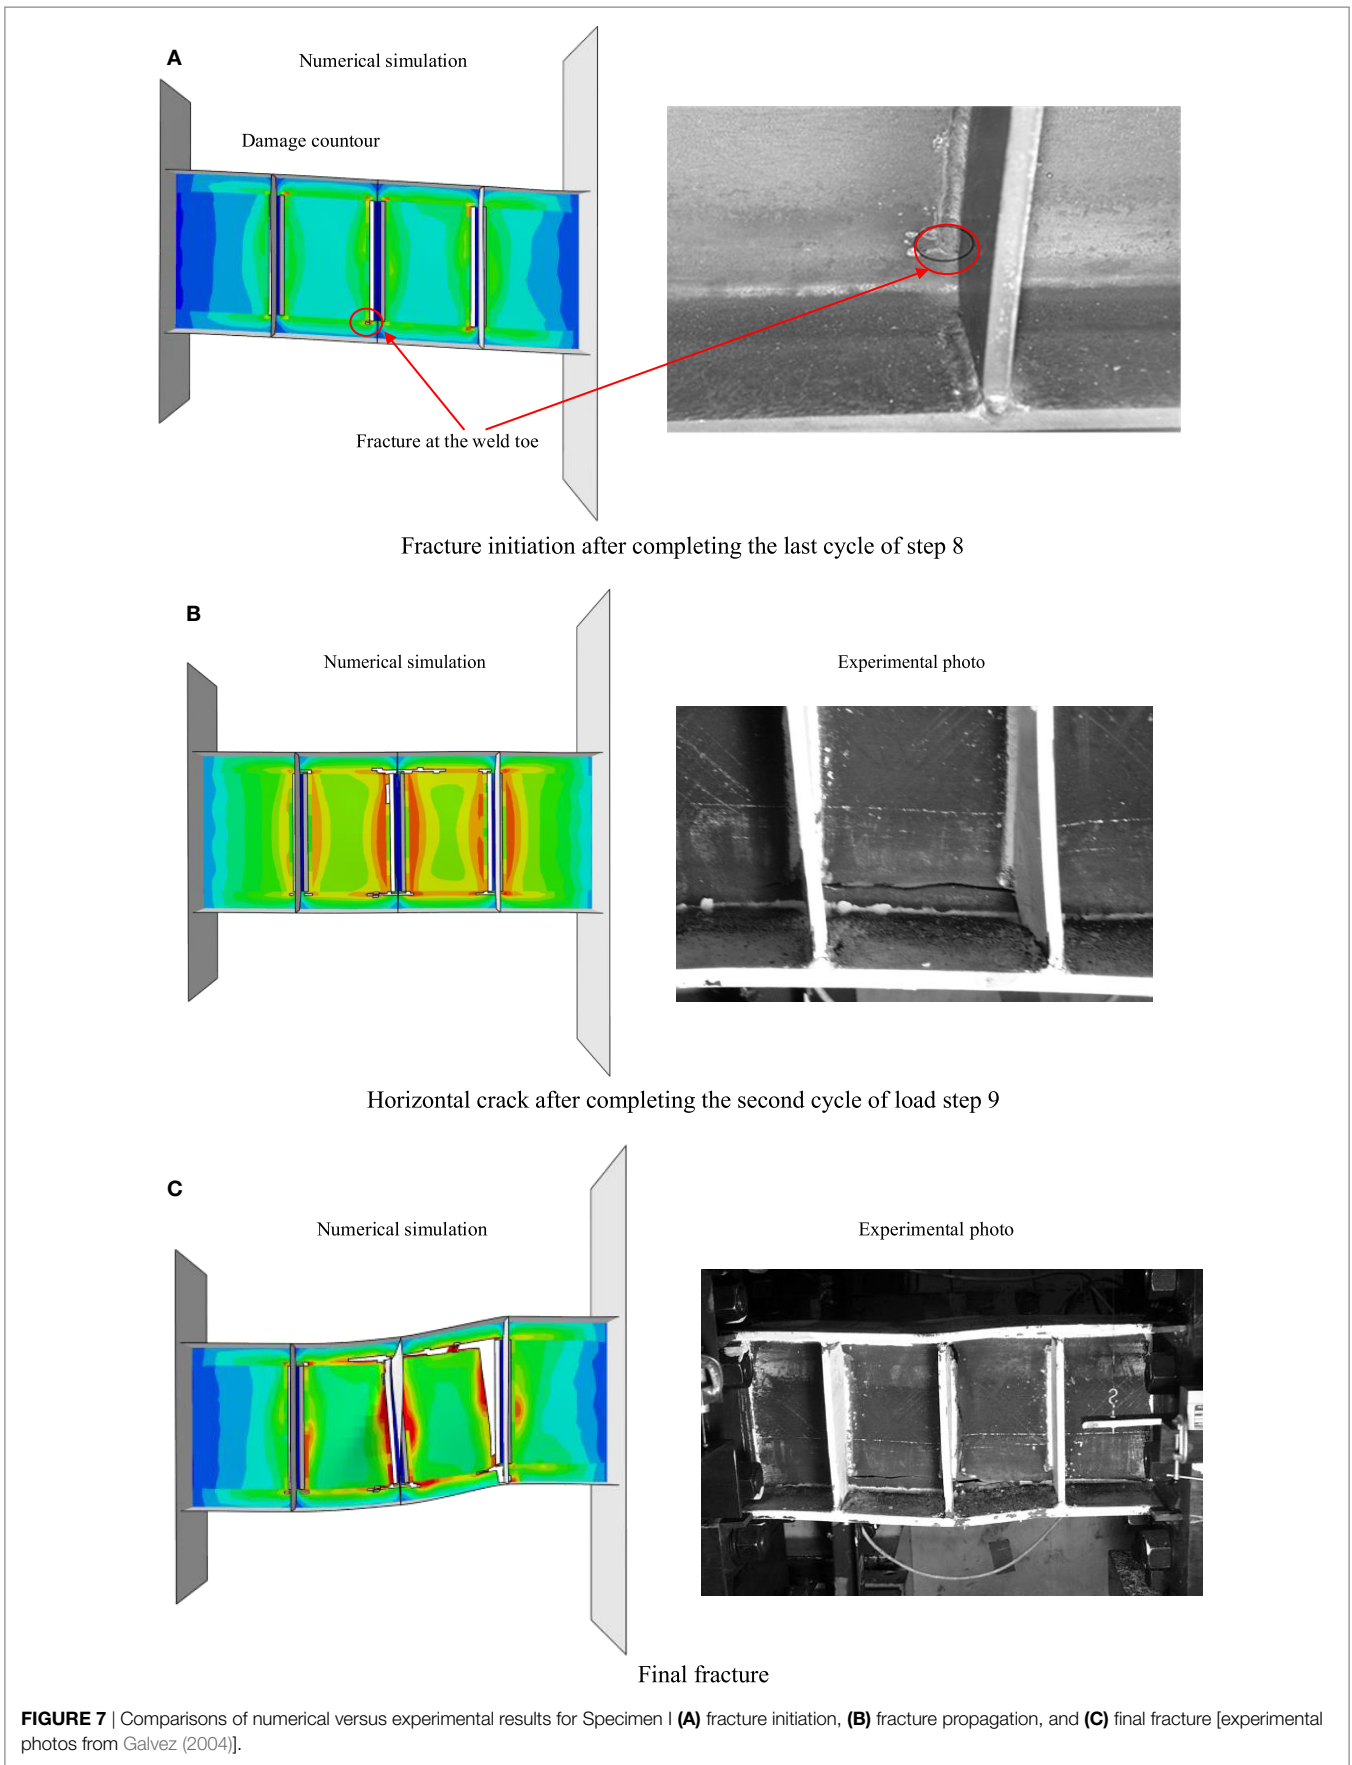 A
Numerical simulation
Damage countour
Fracture at the weld toe
Fracture initiation after completing the last cycle of step 8
B
Numerical simulation
Experimental photo
Horizontal crack after completing the second cycle of load step 9
C
Numerical simulation
Experimental photo
Final fracture
FIGURE 7 | Comparisons of numerical versus experimental results for Specimen I (A) fracture initiation, (B) fracture propagation, and (C) final fracture [experimental
photos from Galvez (2004)].